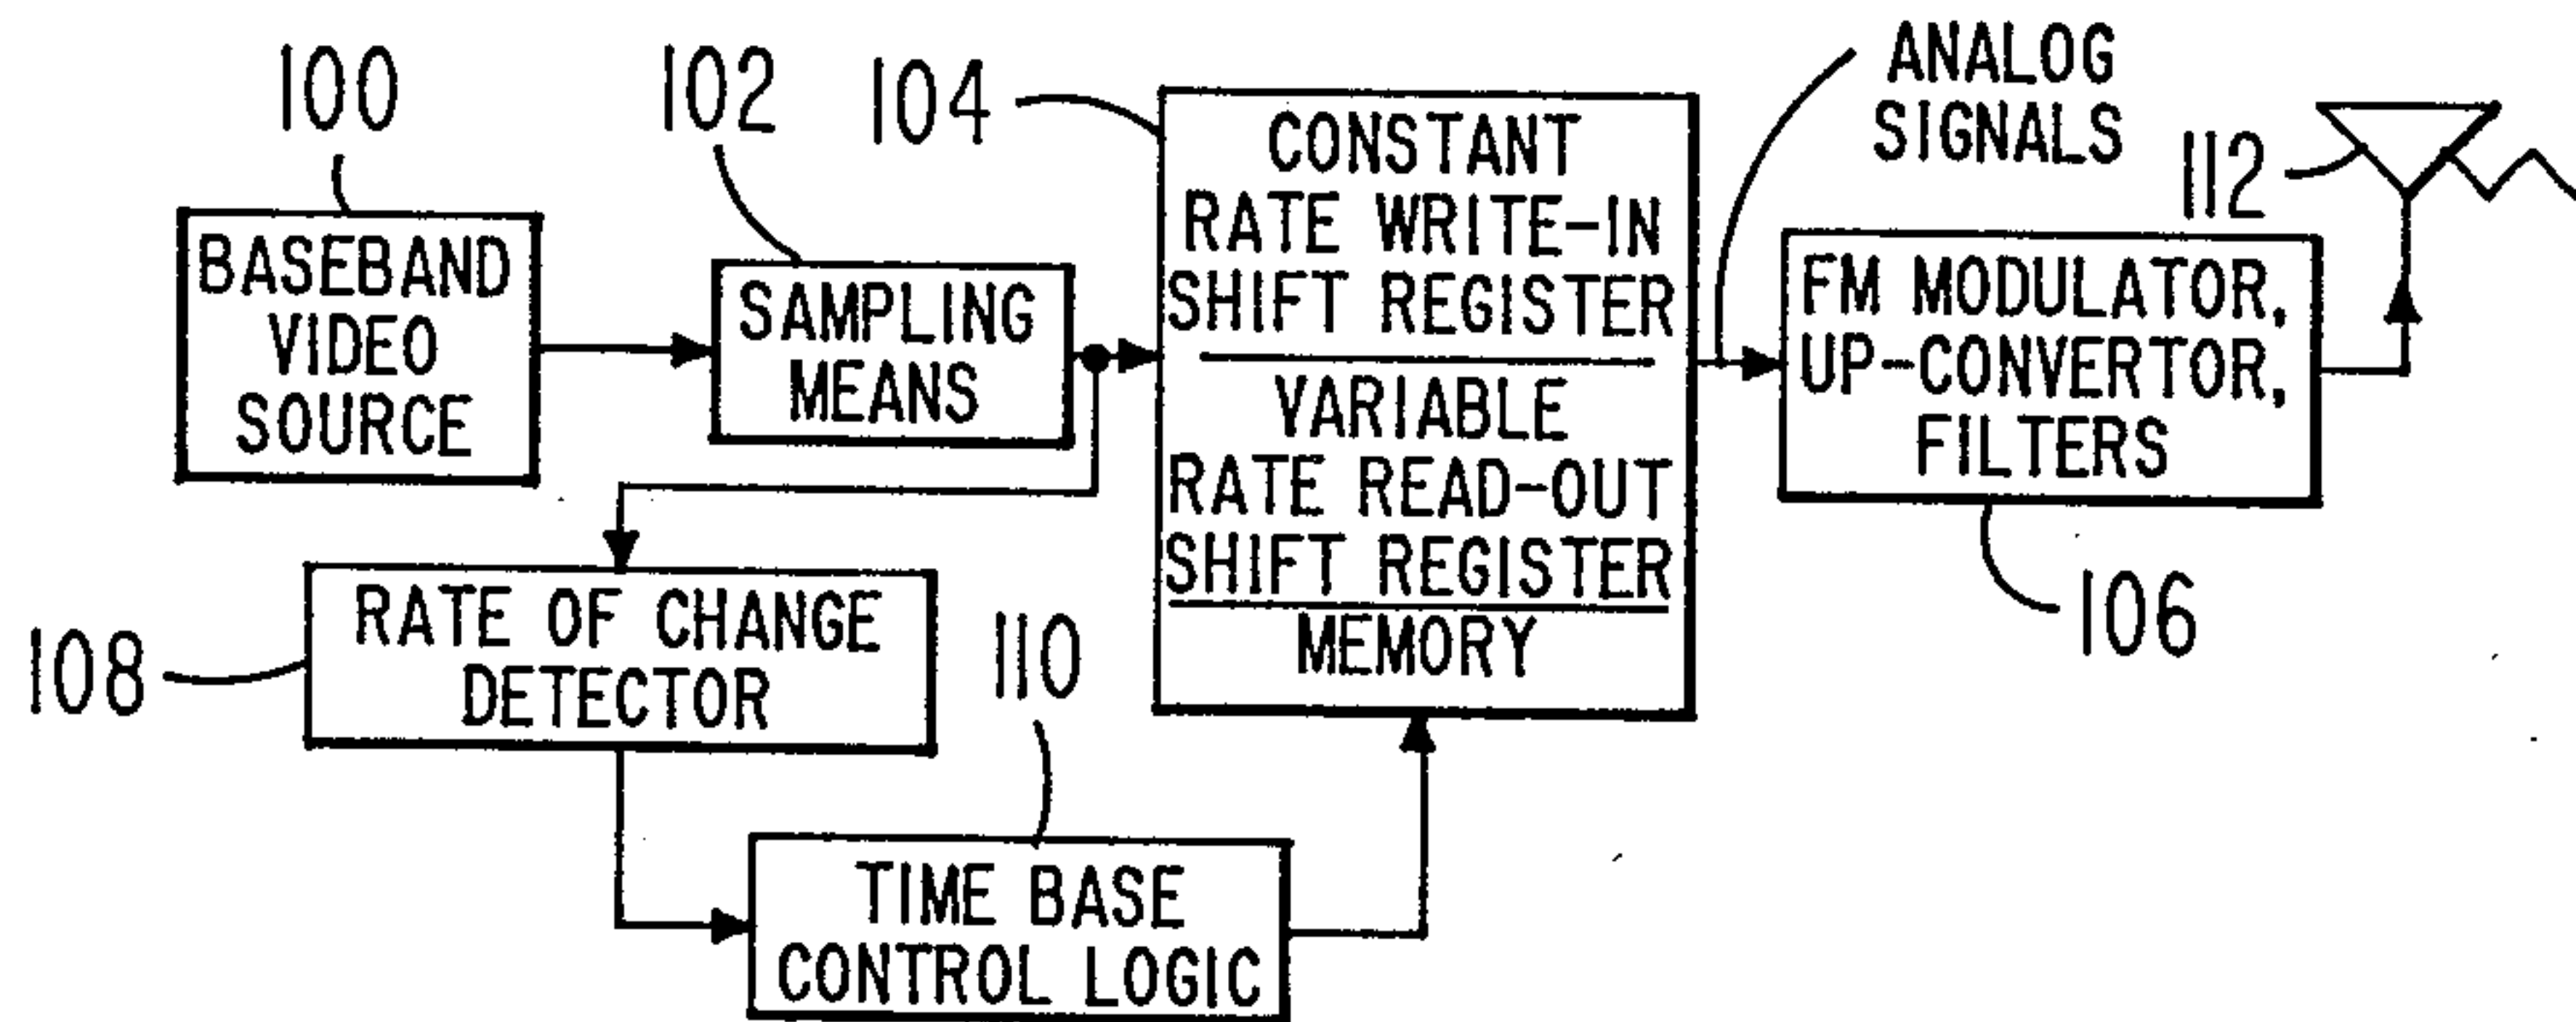 100
102
104
ANALOG
SIGNALS
112
BASEBAND
VIDEO
SOURCE
SAMPLING
MEANS
CONSTANT
RATE WRITE-IN
SHIFT REGISTER
VARIABLE
RATE READ-OUT
SHIFT REGISTER
MEMORY
FM MODULATOR,
UP-CONVERTOR,
FILTERS
106
108
RATE OF CHANGE
DETECTOR
110
TIME BASE
CONTROL LOGIC